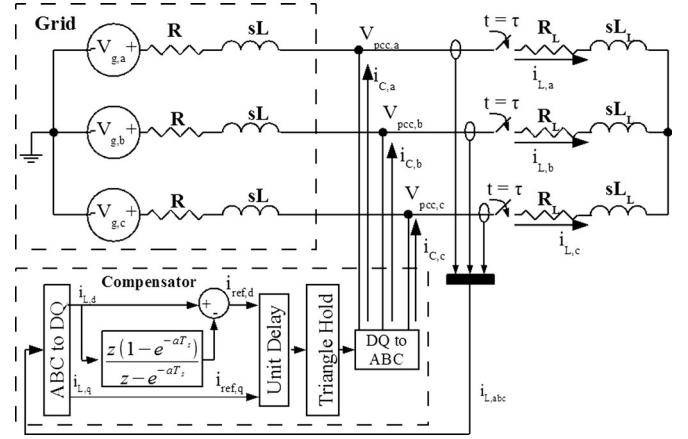 Grid
-V_g,a+ R sL
V_pcc,a
t = τ R_L sL_L
i_C,a
i_L,a
-V_g,b+ R sL
V_pcc,b
t = τ R_L sL_L
i_C,b
i_L,b
-V_g,c+ R sL
V_pcc,c
t = τ R_L sL_L
i_C,c
i_L,c
Compensator
ABC to DQ
i_L,d
+
-
i_ref,d
z(1-e^{-aT_s})
z-e^{-aT_s}
i_L,q
i_ref,q
Unit Delay
Triangle Hold
DQ to
ABC
i_L,abc